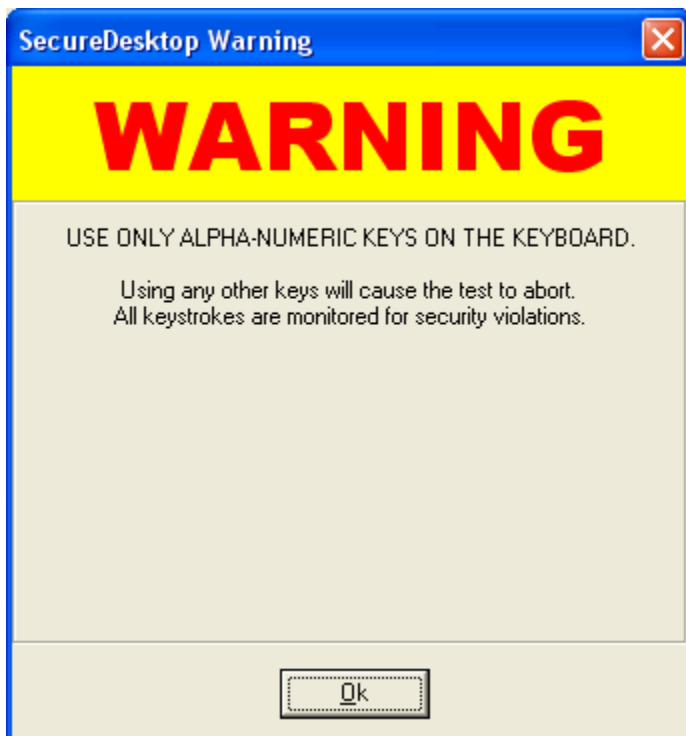 SecureDesktop Warning
WARNING
USE ONLY ALPHA-NUMERIC KEYS ON THE KEYBOARD.
Using any other keys will cause the test to abort.
All keystrokes are monitored for security violations.
Ok